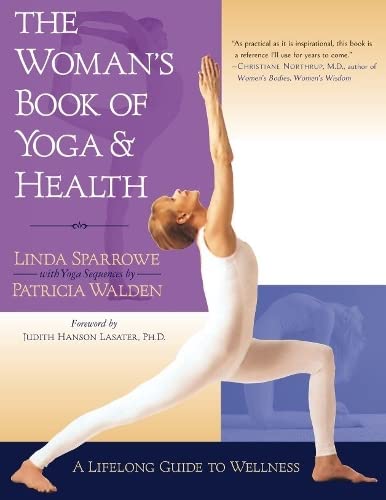 THE
WOMAN'S
BOOK OF
YOGA &
HEALTH
LINDA SPARROWE
with Yoga Sequences by
PATRICIA WALDEN
Foreword by
JUDITH HANSON LASATER, PH.D.
"As practical as it is inspirational, this book is
a reference I'll use for years to come."
—CHRISTIANE NORTHRUP, M.D., author of
Women's Bodies, Women's Wisdom
A LIFELONG GUIDE TO WELLNESS